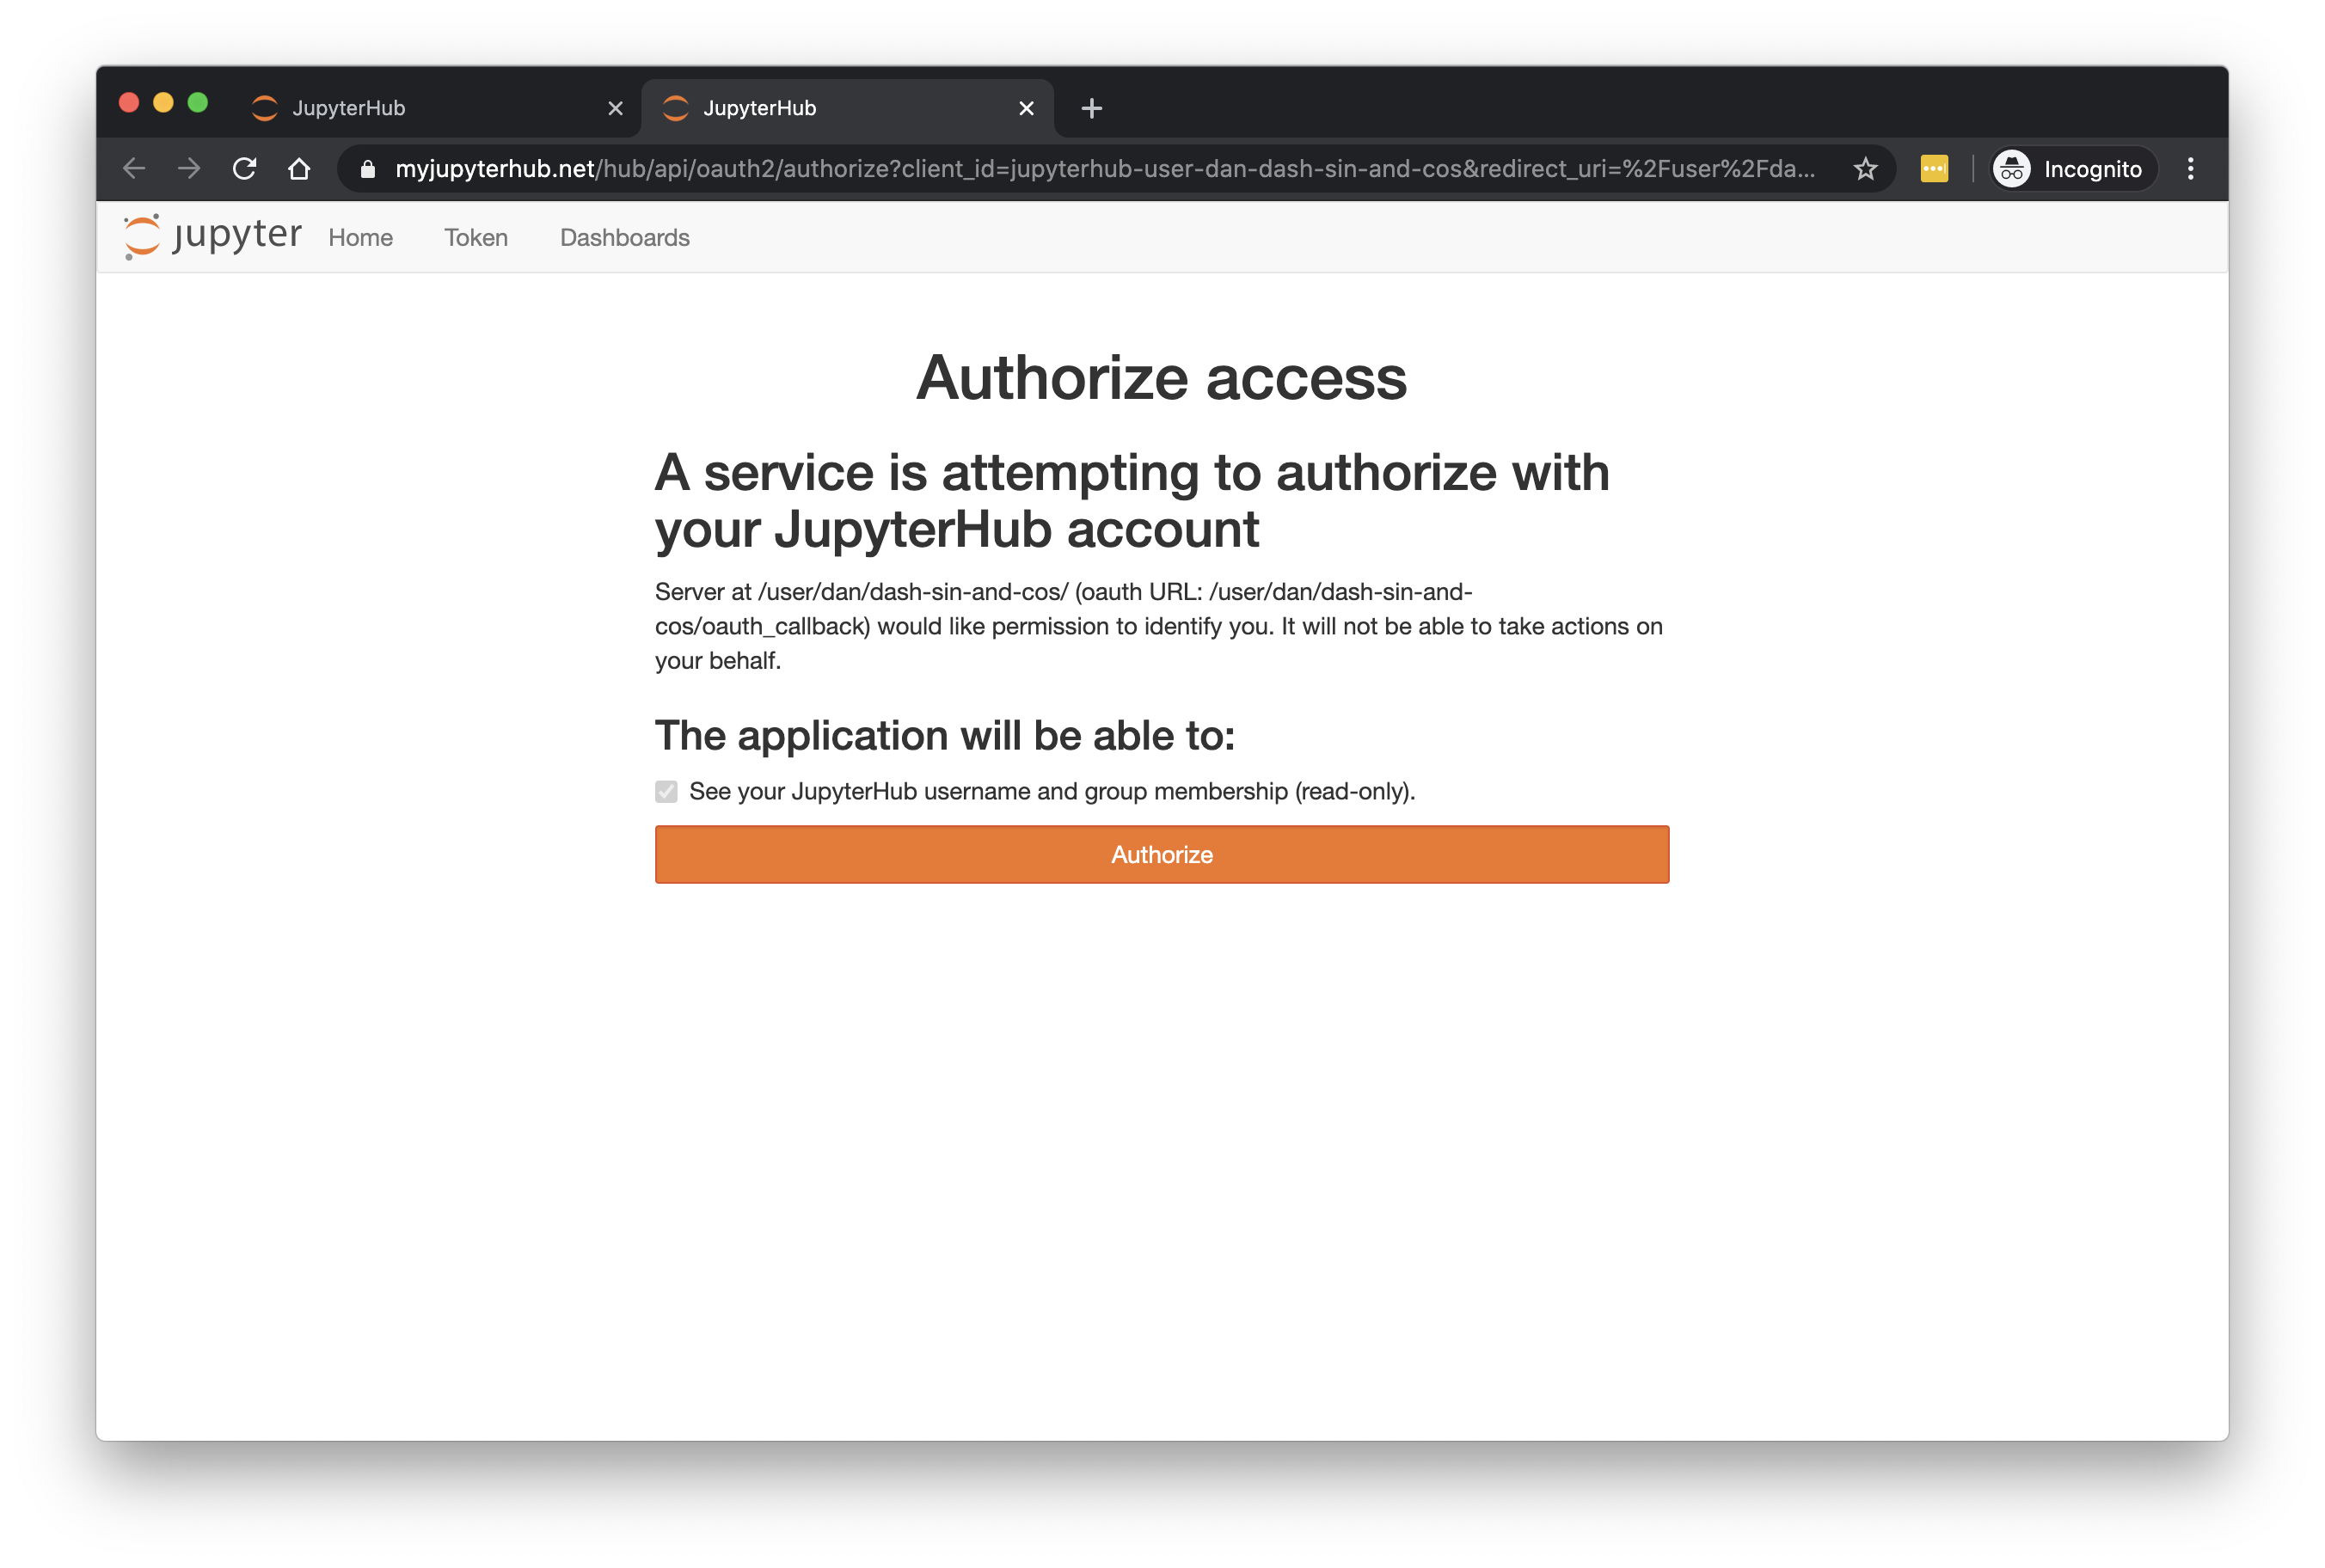 JupyterHub
JupyterHub
myjupyterhub.net/hub/api/oauth2/authorize?client_id=jupyterhub-user-dan-dash-sin-and-cos&redirect_uri=%2Fuser%2Fda...
Incognito
jupyter
Home
Token
Dashboards
Authorize access
A service is attempting to authorize with
your JupyterHub account
Server at /user/dan/dash-sin-and-cos/ (oauth URL: /user/dan/dash-sin-and-
cos/oauth_callback) would like permission to identify you. It will not be able to take actions on
your behalf.
The application will be able to:
See your JupyterHub username and group membership (read-only).
Authorize